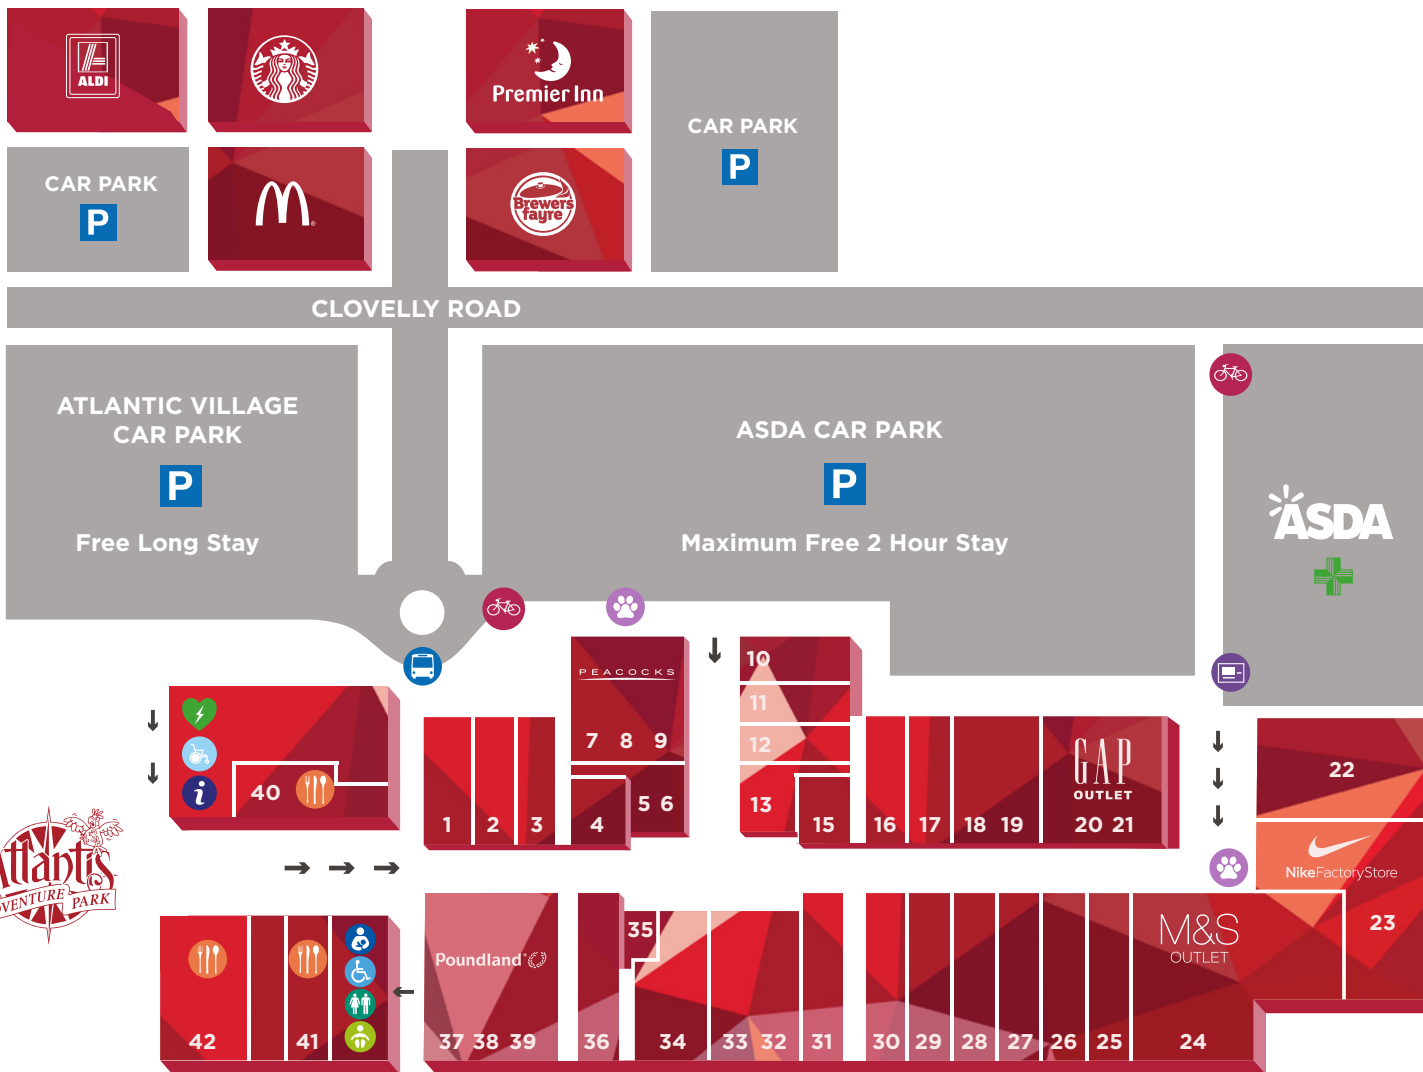 ALDI
Premier Inn
CAR PARK
P
CAR PARK
P
Brewers
fayre
CLOVELLY ROAD
ATLANTIC VILLAGE
CAR PARK
P
Free Long Stay
ASDA CAR PARK
P
Maximum Free 2 Hour Stay
ASDA
PEACOCKS
7 8 9
10
11
12
13
15
16
17
18 19
GAP
OUTLET
20 21
22
NikeFactoryStore
23
i
40
1
2
3
4
5 6
Atlantis
ADVENTURE PARK
42
41
Poundland
37 38 39
36
35
34
33 32
31
30
29
28
27
26
25
M&S
OUTLET
24